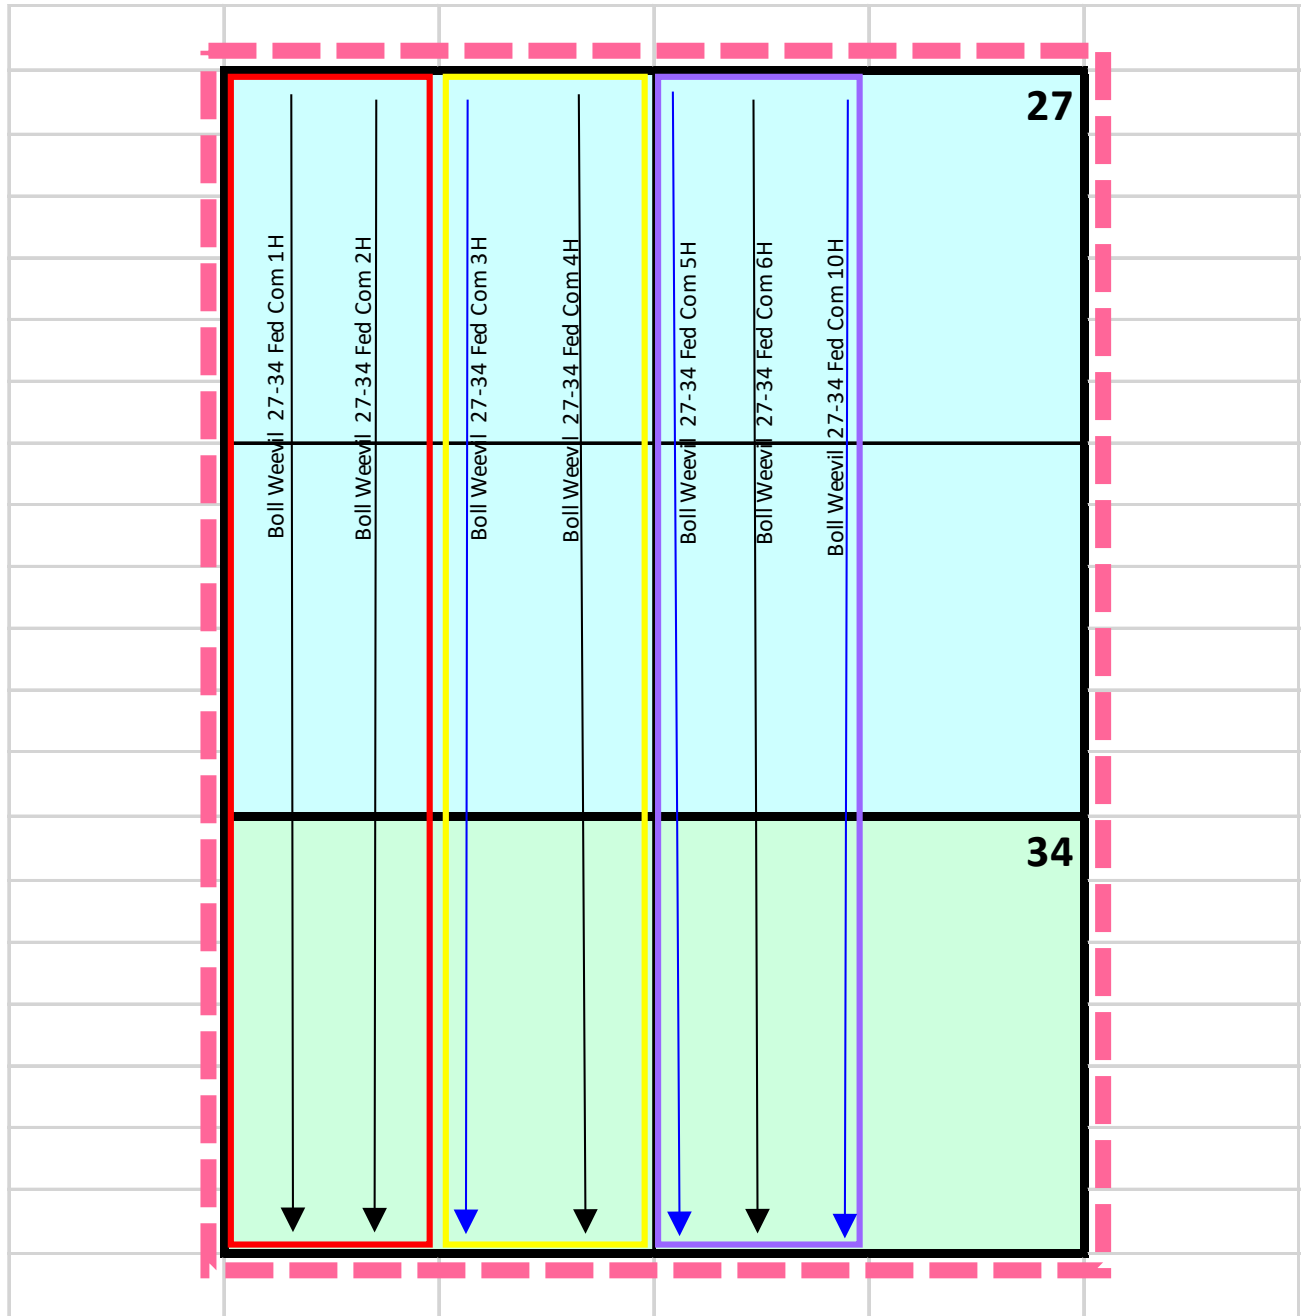 27
Boll Weevil 27-34 Fed Com 1H
Boll Weevil 27-34 Fed Com 2H
Boll Weevil 27-34 Fed Com 3H
Boll Weevil 27-34 Fed Com 4H
Boll Weevil 27-34 Fed Com 5H
Boll Weevil 27-34 Fed Com 6H
Boll Weevil 27-34 Fed Com 10H
34